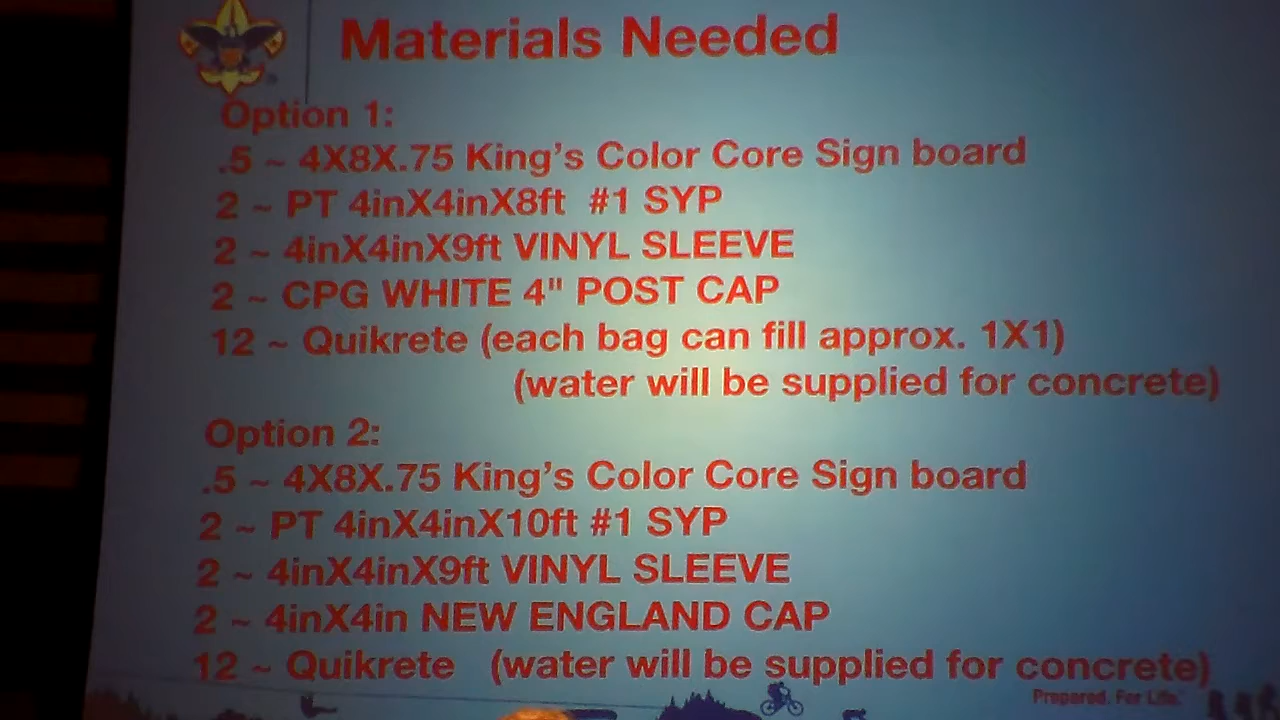 Materials Needed
Option 1:
.5 ~ 4X8X.75 King's Color Core Sign board
2 ~ PT 4inX4inX8ft #1 SYP
2 ~ 4inX4inX9ft VINYL SLEEVE
2 ~ CPG WHITE 4" POST CAP
12 ~ Quikrete (each bag can fill approx. 1X1)
(water will be supplied for concrete)
Option 2:
.5 ~ 4X8X.75 King's Color Core Sign board
2 ~ PT 4inX4inX10ft #1 SYP
2 ~ 4inX4inX9ft VINYL SLEEVE
2 ~ 4inX4in NEW ENGLAND CAP
12 ~ Quikrete (water will be supplied for concrete)
Prepared. For Life.